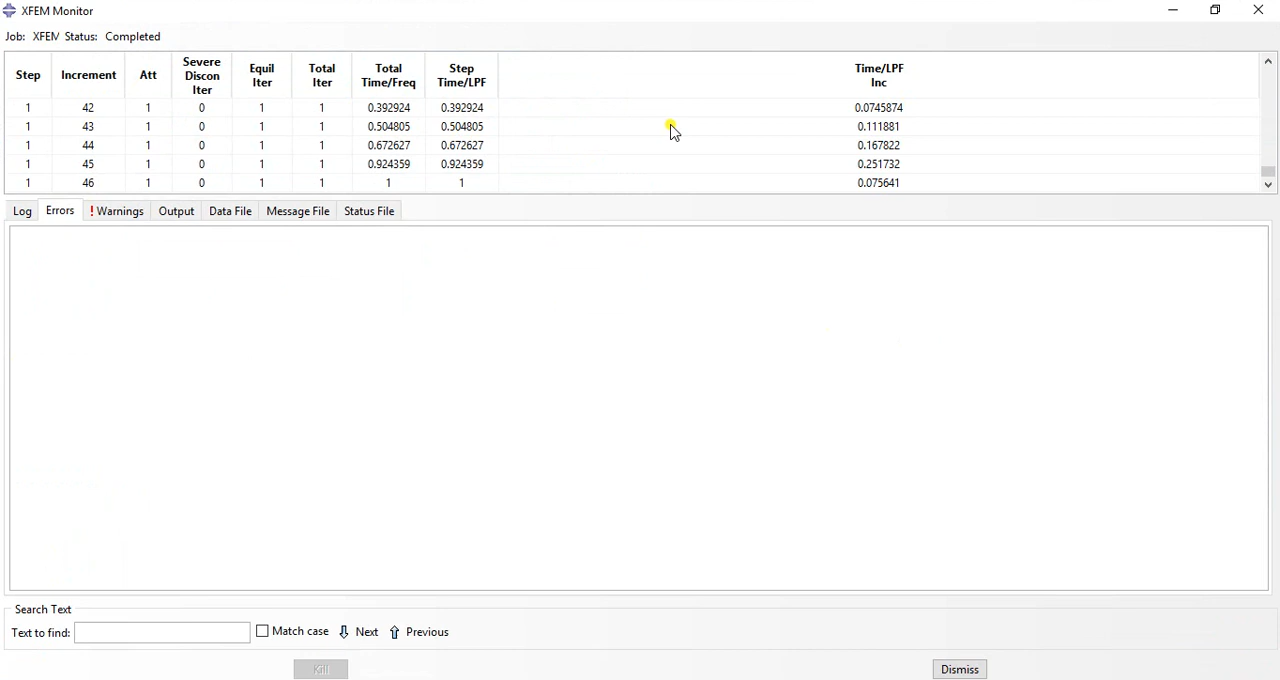 XFEM Monitor
Job: XFEM Status: Completed
Step Increment Att Severe Discon Iter Equil Iter Total Iter Total Time/Freq Step Time/LPF Time/LPF Inc
1 42 1 0 1 1 0.392924 0.392924 0.0745874
1 43 1 0 1 1 0.504805 0.504805 0.111881
1 44 1 0 1 1 0.672627 0.672627 0.167822
1 45 1 0 1 1 0.924359 0.924359 0.251732
1 46 1 0 1 1 1 1 0.075641
Log Errors ! Warnings Output Data File Message File Status File
Search Text
Text to find: Match case Next Previous
Kill Dismiss